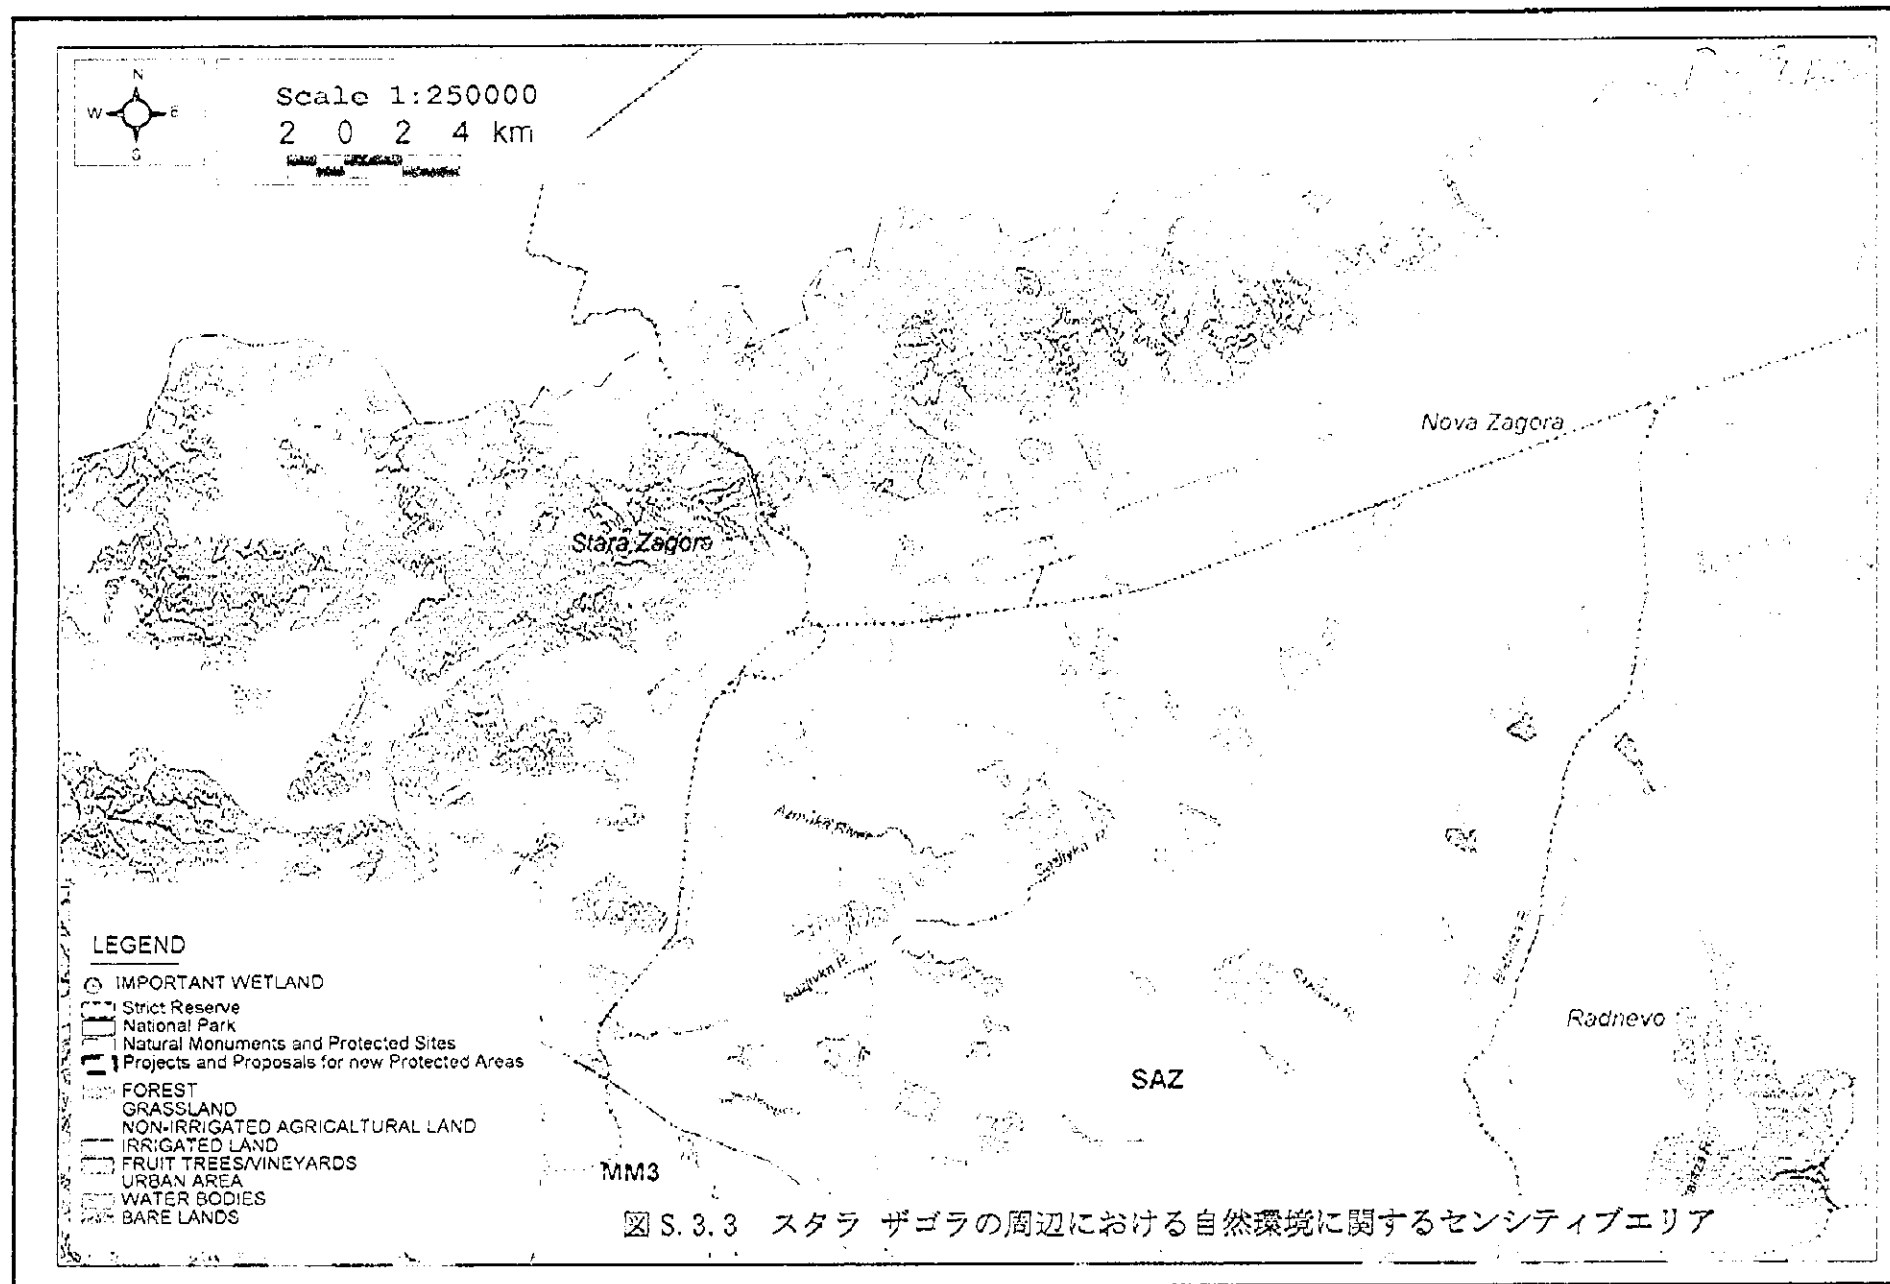 N
W
S
Scale 1:250000
2 0 2 4 km
Nova Zagora
Stara Zagora
River
Sazlyka R.
Radnevo
SAZ
MM3
LEGEND
IMPORTANT WETLAND
Strict Reserve
National Park
Natural Monuments and Protected Sites
Projects and Proposals for new Protected Areas
FOREST
GRASSLAND
NON-IRRIGATED AGRICALTURAL LAND
IRRIGATED LAND
FRUIT TREES/VINEYARDS
URBAN AREA
WATER BODIES
BARE LANDS
図 S.3.3 スタラ ザゴラの周辺における自然環境に関するセンシティブエリア